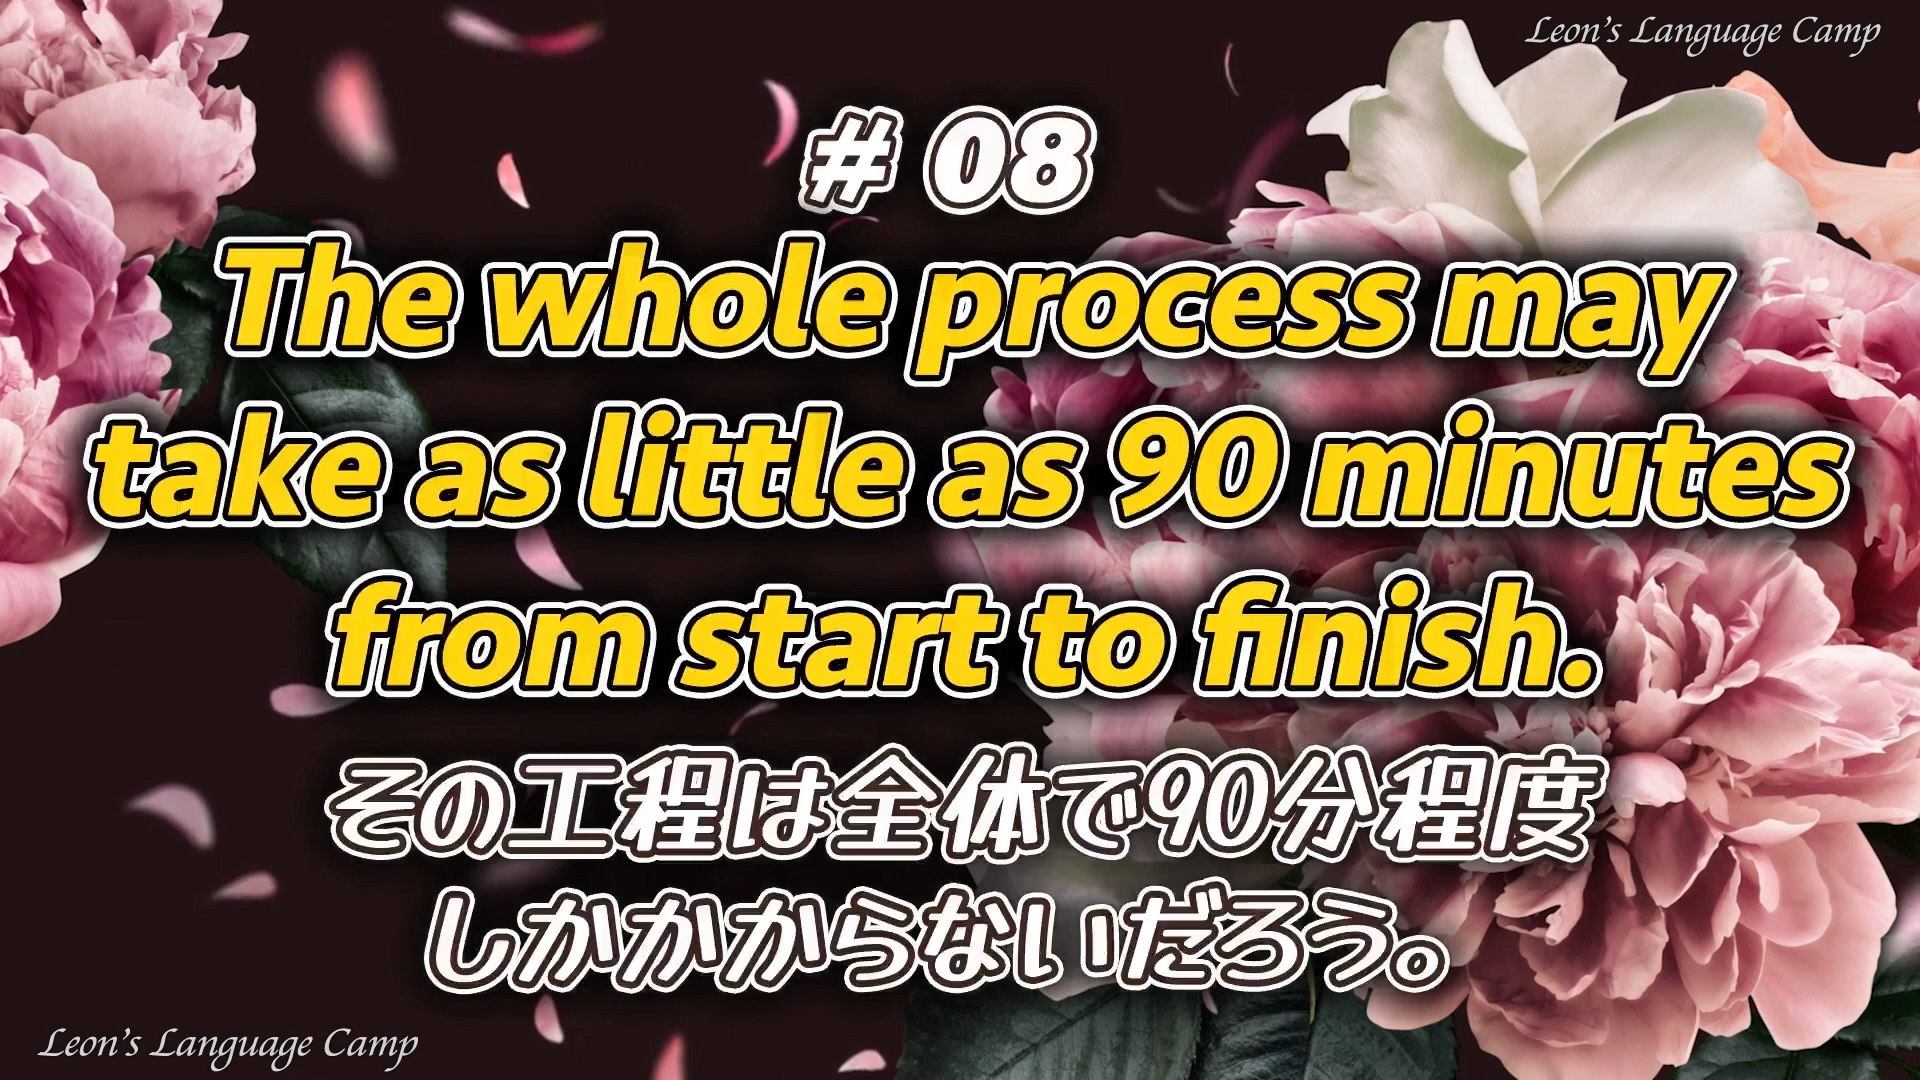 Leon's Language Camp
# 08
The whole process may
take as little as 90 minutes
from start to finish.
その工程は全体で90分程度
しかかからないだろう。
Leon's Language Camp